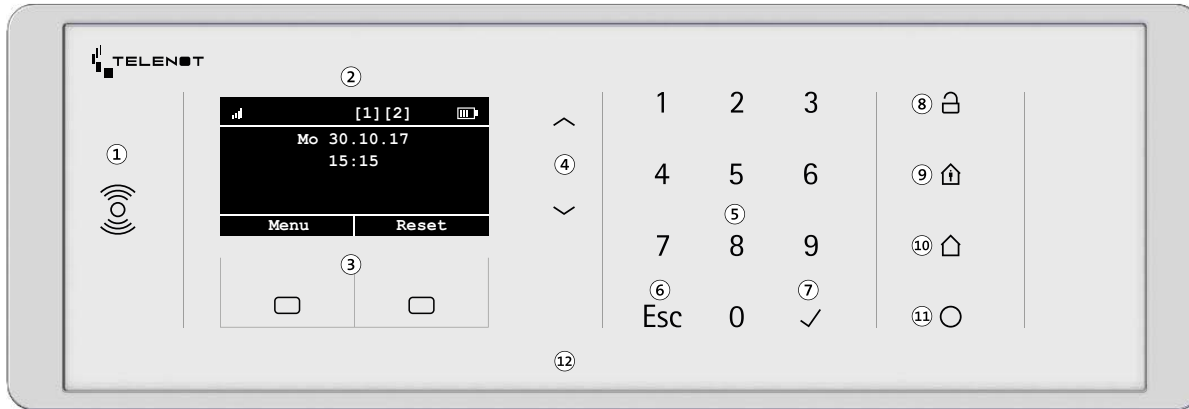 TELENOT
②
[1][2]
Mo 30.10.17
15:15
Menu Reset
①
③
④
1 2 3
4 5 6
⑤
7 8 9
⑥ ⑦
Esc 0
⑧
⑨
⑩
⑪
⑫